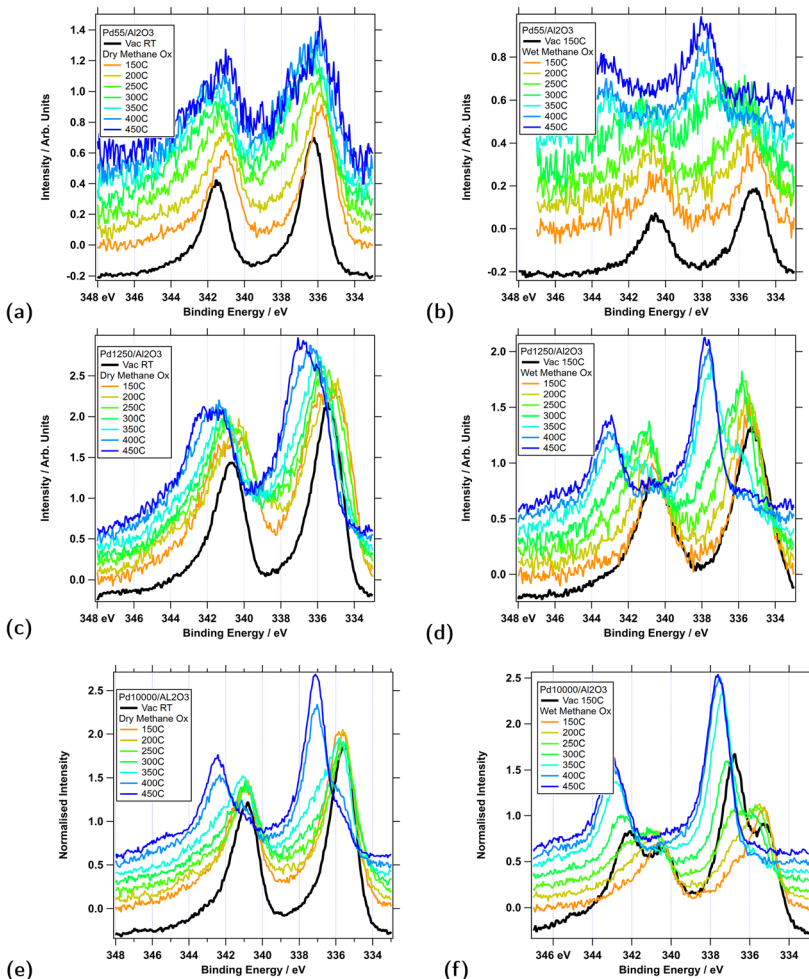 Pd55/Al2O3
Vac RT
Dry Methane Ox
150C
200C
250C
300C
350C
400C
450C
1.4
1.2
1.0
0.8
0.6
0.4
0.2
0.0
-0.2
Intensity / Arb. Units
348 eV 346 344 342 340 338 336 334
Binding Energy / eV
(a)
Pd55/Al2O3
Vac 150C
Wet Methane Ox
150C
200C
250C
300C
350C
400C
450C
0.8
0.6
0.4
0.2
0.0
-0.2
Intensity / Arb. Units
348 eV 344 342 340 338 336 334
Binding Energy / eV
(b)
Pd1250/Al2O3
Vac RT
Dry Methane Ox
150C
200C
250C
300C
350C
400C
450C
2.5
2.0
1.5
1.0
0.5
0.0
Intensity / Arb. Units
348 eV 346 344 342 340 338 336 334
Binding Energy / eV
(c)
Pd1250/Al2O3
Vac 150C
Wet Methane Ox
150C
200C
250C
300C
350C
400C
450C
2.0
1.5
1.0
0.5
0.0
Intensity / Arb. Units
348 eV 344 342 340 338 336 334
Binding Energy / eV
(d)
Pd10000/AL2O3
Vac RT
Dry Methane Ox
150C
200C
250C
300C
350C
400C
450C
2.5
2.0
1.5
1.0
0.5
0.0
Normalised Intensity
348 346 344 342 340 338 336 334
Binding Energy / eV
(e)
Pd10000/Al2O3
Vac 150C
Wet Methane Ox
150C
200C
250C
300C
350C
400C
450C
2.5
2.0
1.5
1.0
0.5
0.0
Normalised Intensity
346 eV 344 342 340 338 336 334
Binding Energy / eV
(f)